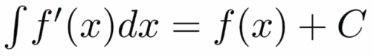 ∫f′(x)dx = f(x) + C